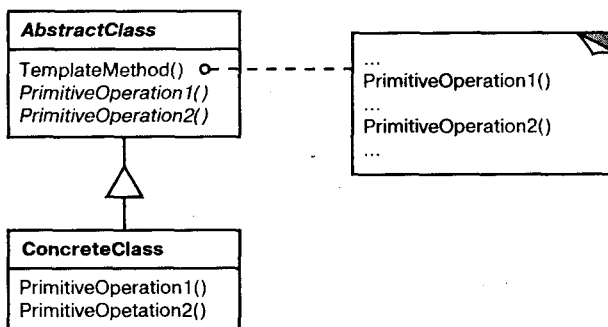 AbstractClass
TemplateMethod()
PrimitiveOperation1()
PrimitiveOperation2()
...
PrimitiveOperation1()
...
PrimitiveOperation2()
...
ConcreteClass
PrimitiveOperation1()
PrimitiveOpetation2()